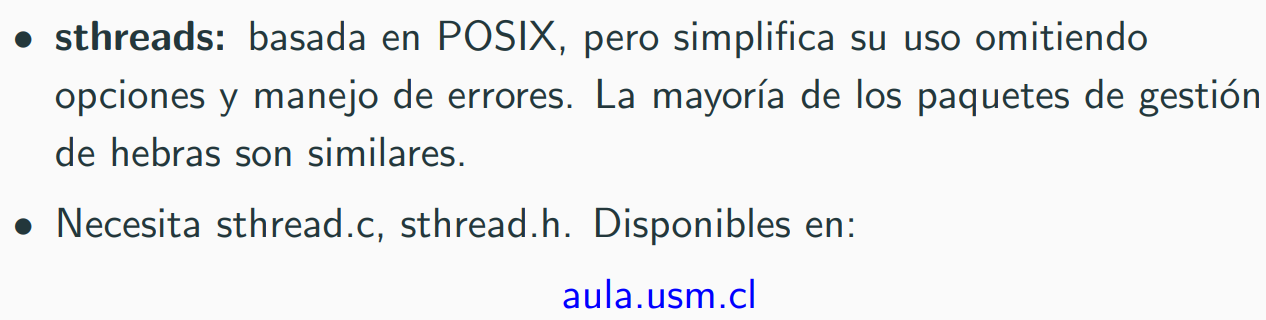 • sthreads: basada en POSIX, pero simplifica su uso omitiendo
opciones y manejo de errores. La mayoría de los paquetes de gestión
de hebras son similares.
• Necesita sthread.c, sthread.h. Disponibles en:
aula.usm.cl